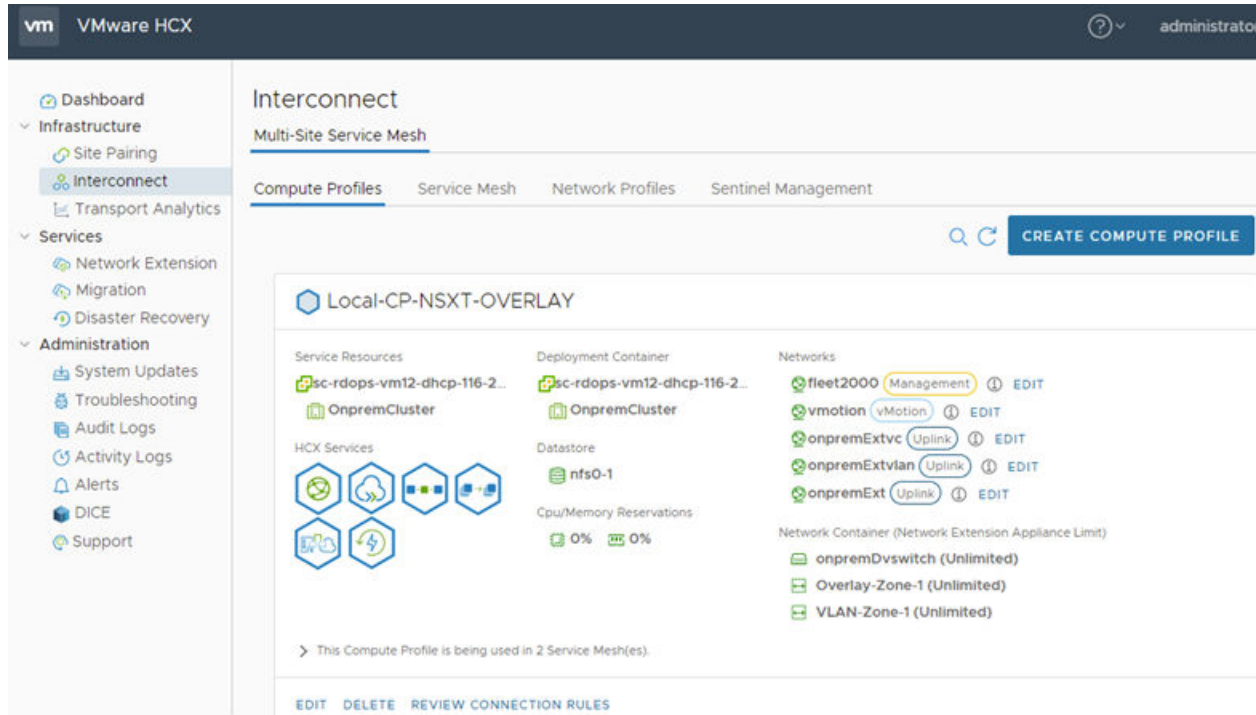 vm VMware HCX
administrator
Dashboard
Infrastructure
Site Pairing
Interconnect
Transport Analytics
Services
Network Extension
Migration
Disaster Recovery
Administration
System Updates
Troubleshooting
Audit Logs
Activity Logs
Alerts
DICE
Support
Interconnect
Multi-Site Service Mesh
Compute Profiles Service Mesh Network Profiles Sentinel Management
CREATE COMPUTE PROFILE
Local-CP-NSXT-OVERLAY
Service Resources
sc-rdops-vm12-dhcp-116-2...
OnpremCluster
HCX Services
Deployment Container
sc-rdops-vm12-dhcp-116-2...
OnpremCluster
Datastore
nfs0-1
Cpu/Memory Reservations
0% 0%
Networks
fleet2000 Management EDIT
vmotion vMotion EDIT
onpremExtvc Uplink EDIT
onpremExtvlan Uplink EDIT
onpremExt Uplink EDIT
Network Container (Network Extension Appliance Limit)
onpremDvswitch (Unlimited)
Overlay-Zone-1 (Unlimited)
VLAN-Zone-1 (Unlimited)
This Compute Profile is being used in 2 Service Mesh(es).
EDIT DELETE REVIEW CONNECTION RULES